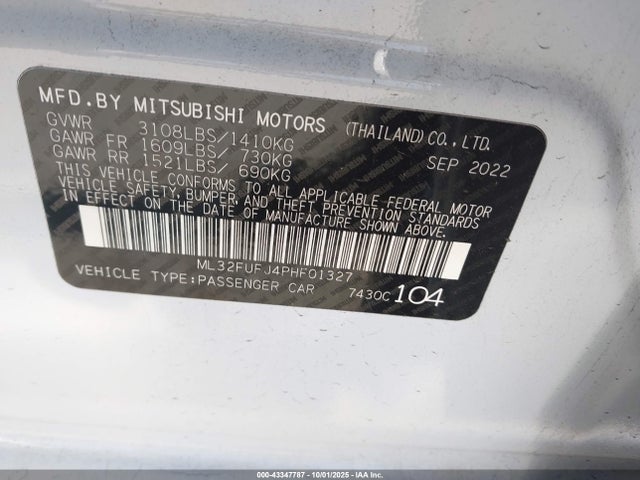 MFD.BY MITSUBISHI MOTORS (THAILAND)CO.,LTD.
GVWR 3108LBS/1410KG
GAWR FR 1609LBS/ 730KG
GAWR RR 1521LBS/ 690KG SEP 2022
THIS VEHICLE CONFORMS TO ALL APPLICABLE FEDERAL MOTOR
VEHICLE SAFETY,BUMPER, AND THEFT PREVENTION STANDARDS
IN EFFECT ON THE DATE OF MANUFACTURE SHOWN ABOVE.
ML32FUFJ4PHF01327
VEHICLE TYPE:PASSENGER CAR 7430C 104
000-43347787 - 10/01/2025 - IAAI.COM